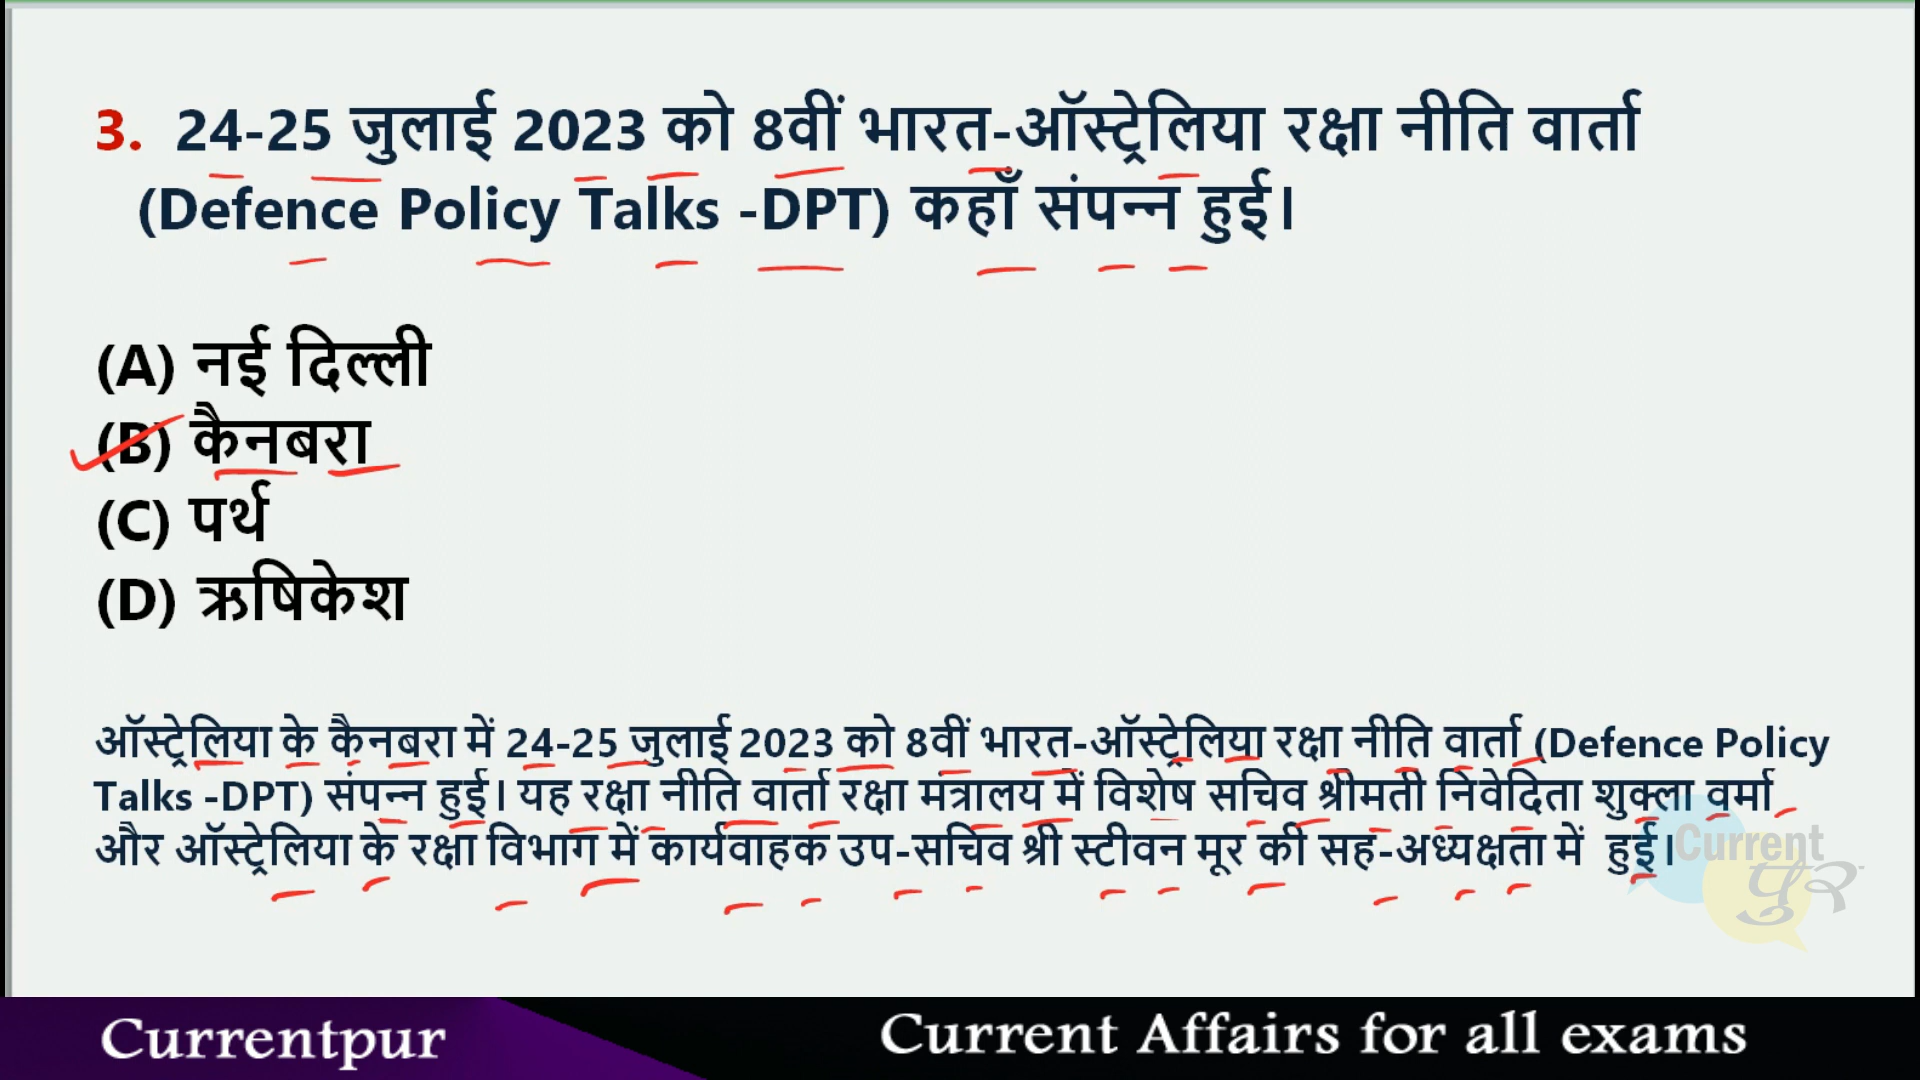 3. 24-25 जुलाई 2023 को 8वीं भारत-ऑस्ट्रेलिया रक्षा नीति वार्ता
(Defence Policy Talks -DPT) कहाँ संपन्न हुई।
(A) नई दिल्ली
(B) कैनबरा
(C) पर्थ
(D) ऋषिकेश
ऑस्ट्रेलिया के कैनबरा में 24-25 जुलाई 2023 को 8वीं भारत-ऑस्ट्रेलिया रक्षा नीति वार्ता (Defence Policy
Talks -DPT) संपन्न हुई। यह रक्षा नीति वार्ता रक्षा मंत्रालय में विशेष सचिव श्रीमती निवेदिता शुक्ला वर्मा
और ऑस्ट्रेलिया के रक्षा विभाग में कार्यवाहक उप-सचिव श्री स्टीवन मूर की सह-अध्यक्षता में हुई।
Current
पुर
Currentpur
Current Affairs for all exams